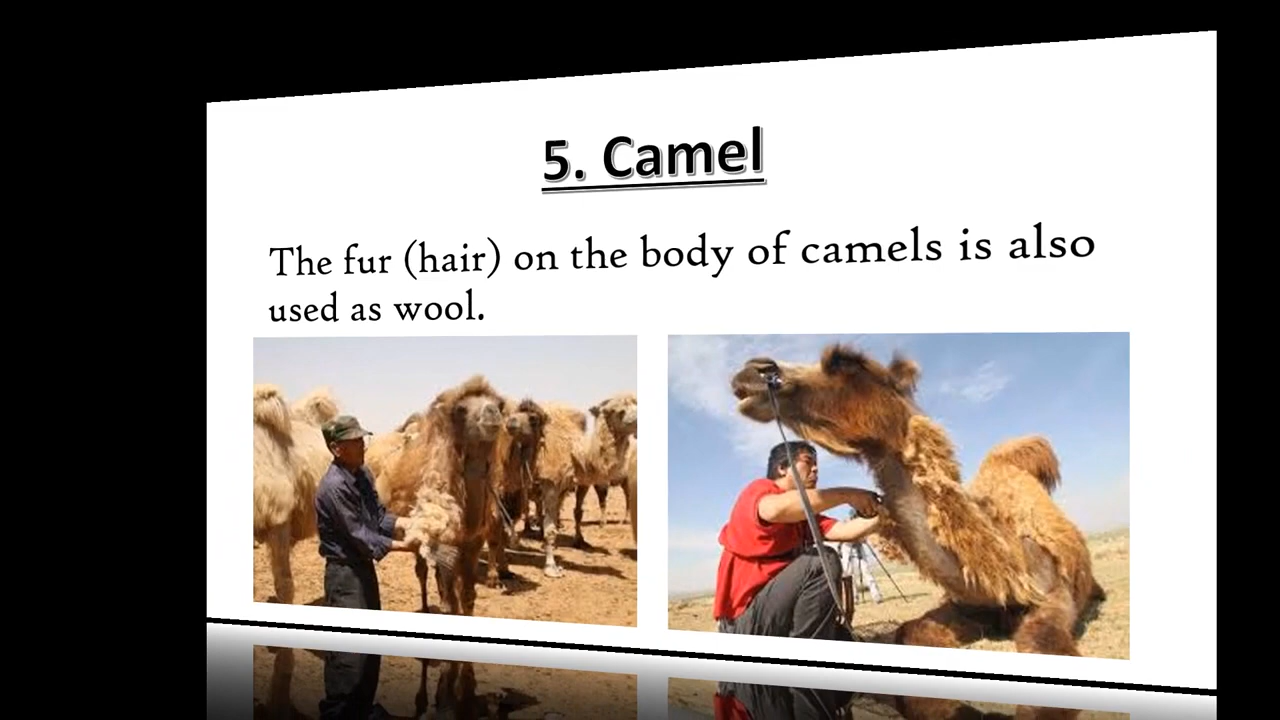 5. Camel
The fur (hair) on the body of camels is also
used as wool.